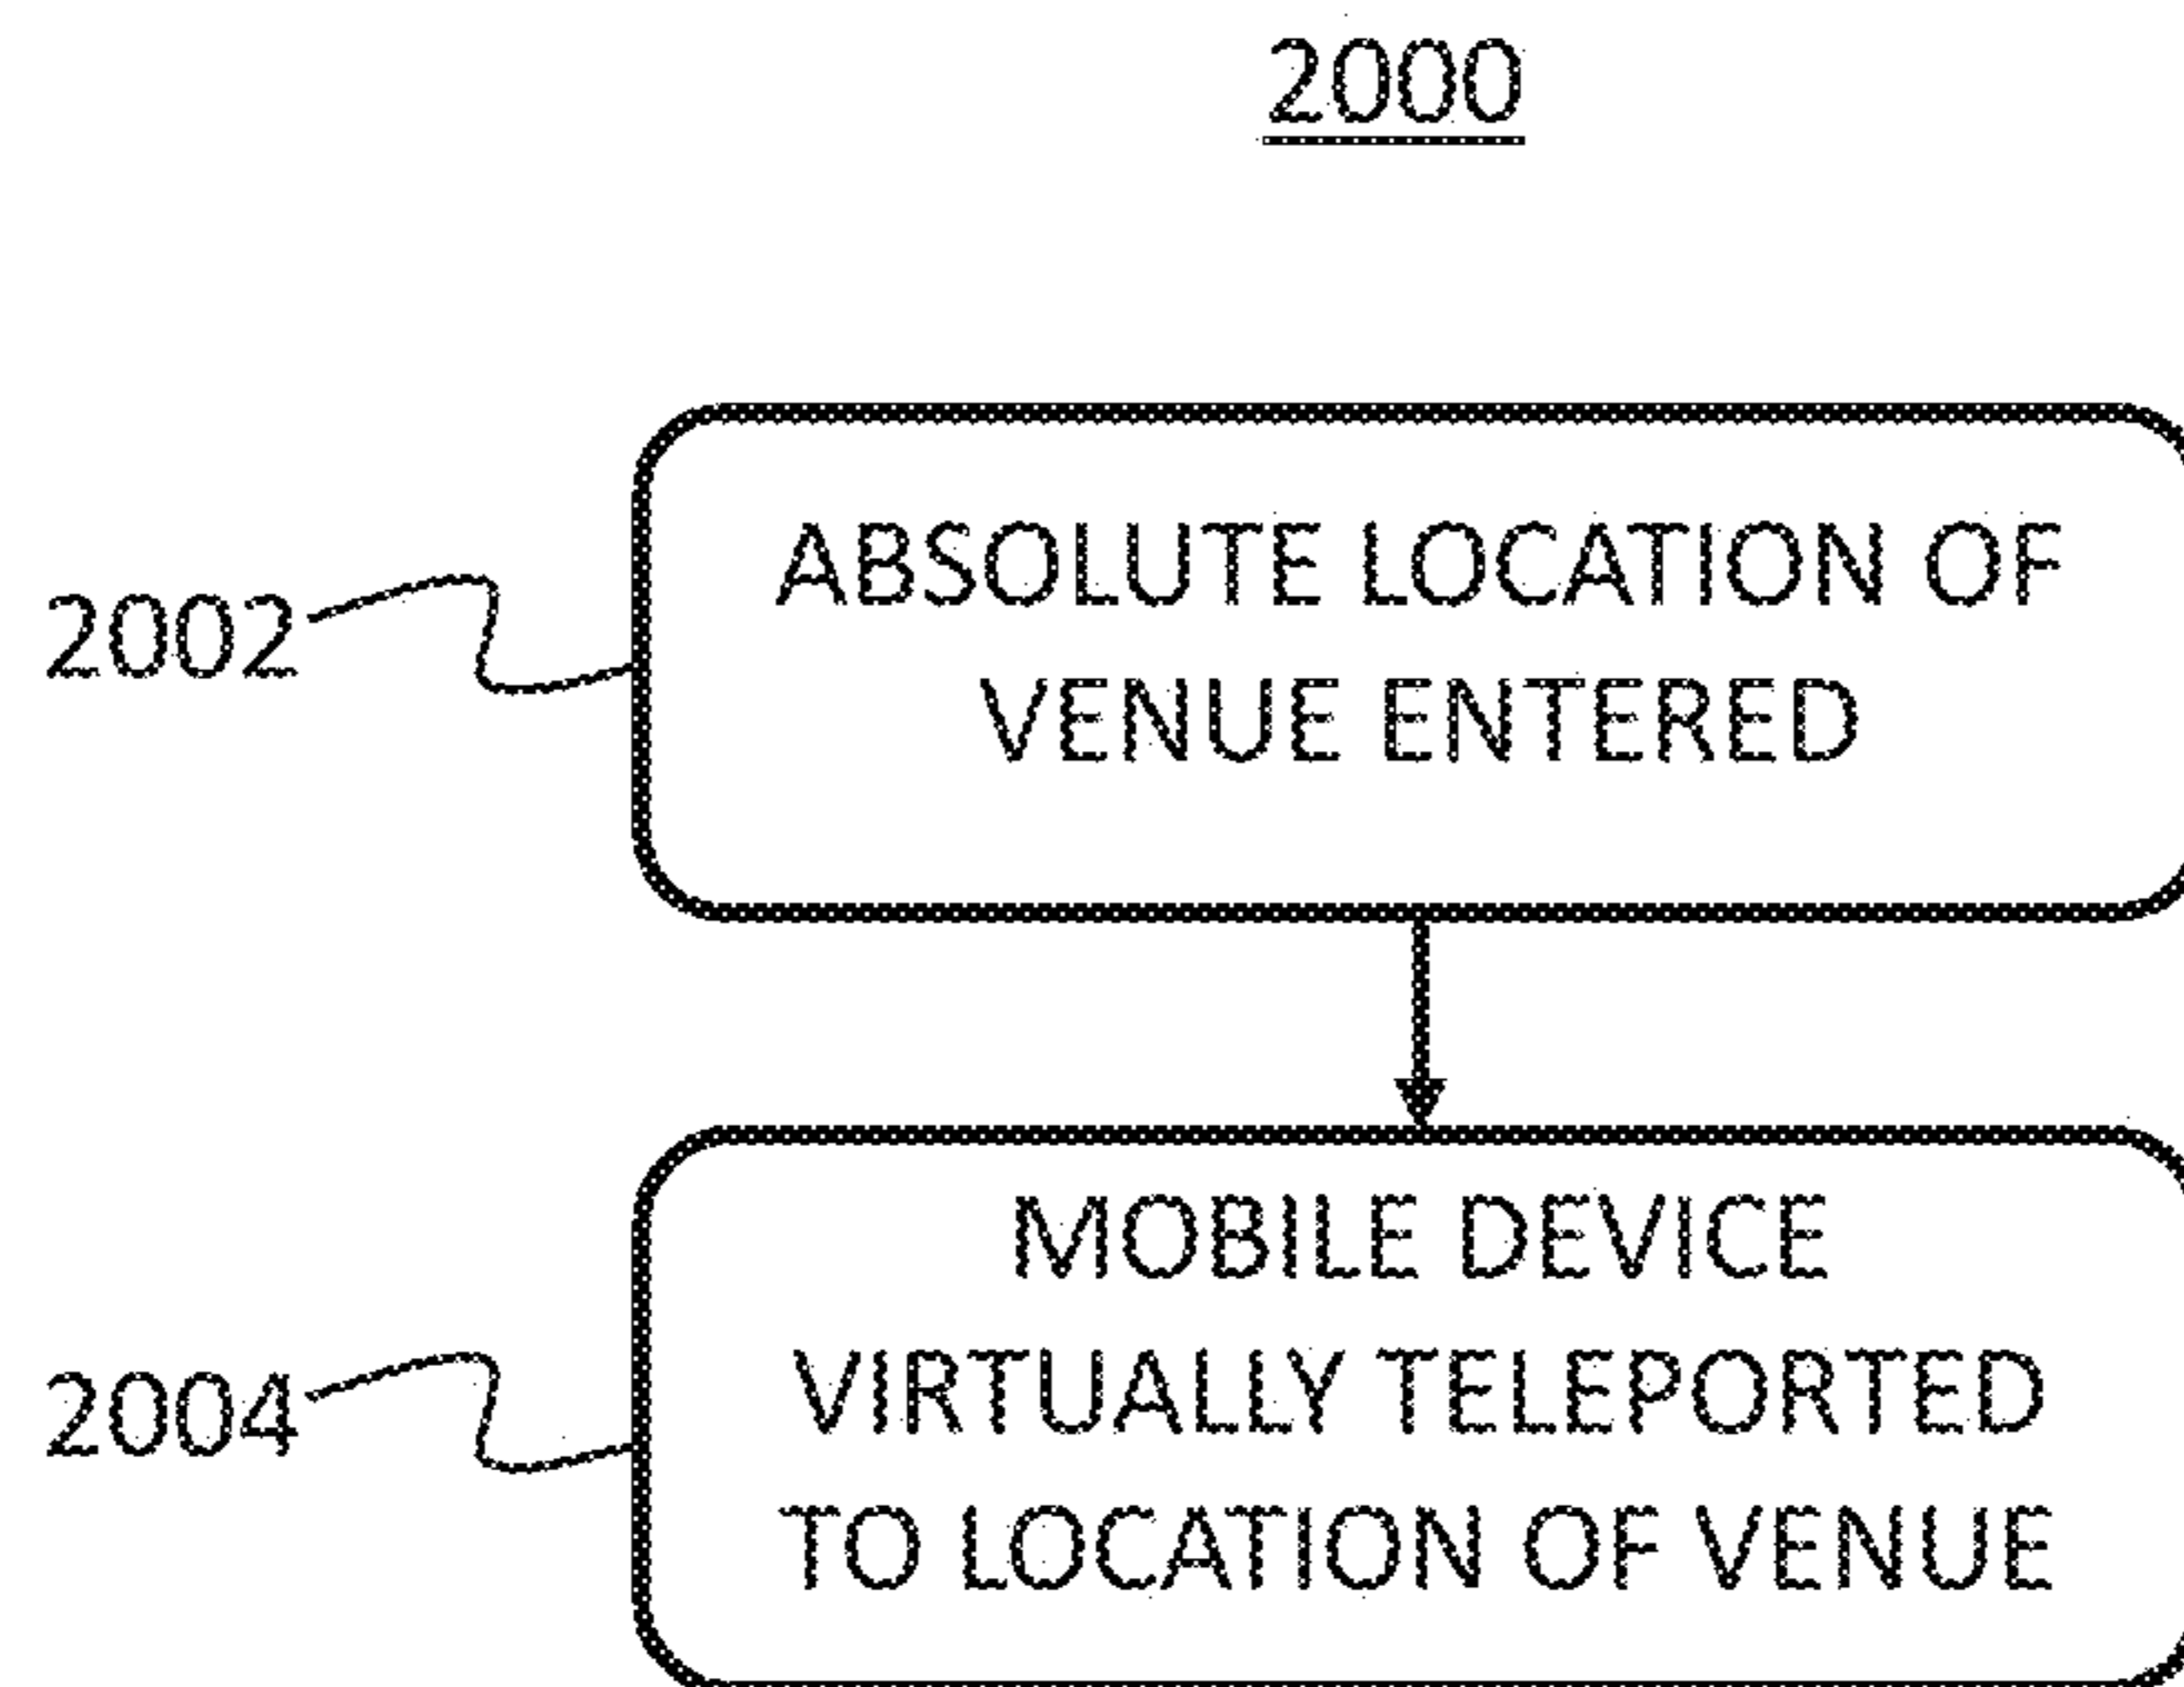 2000
2002
ABSOLUTE LOCATION OF
VENUE ENTERED
2004
MOBILE DEVICE
VIRTUALLY TELEPORTED
TO LOCATION OF VENUE